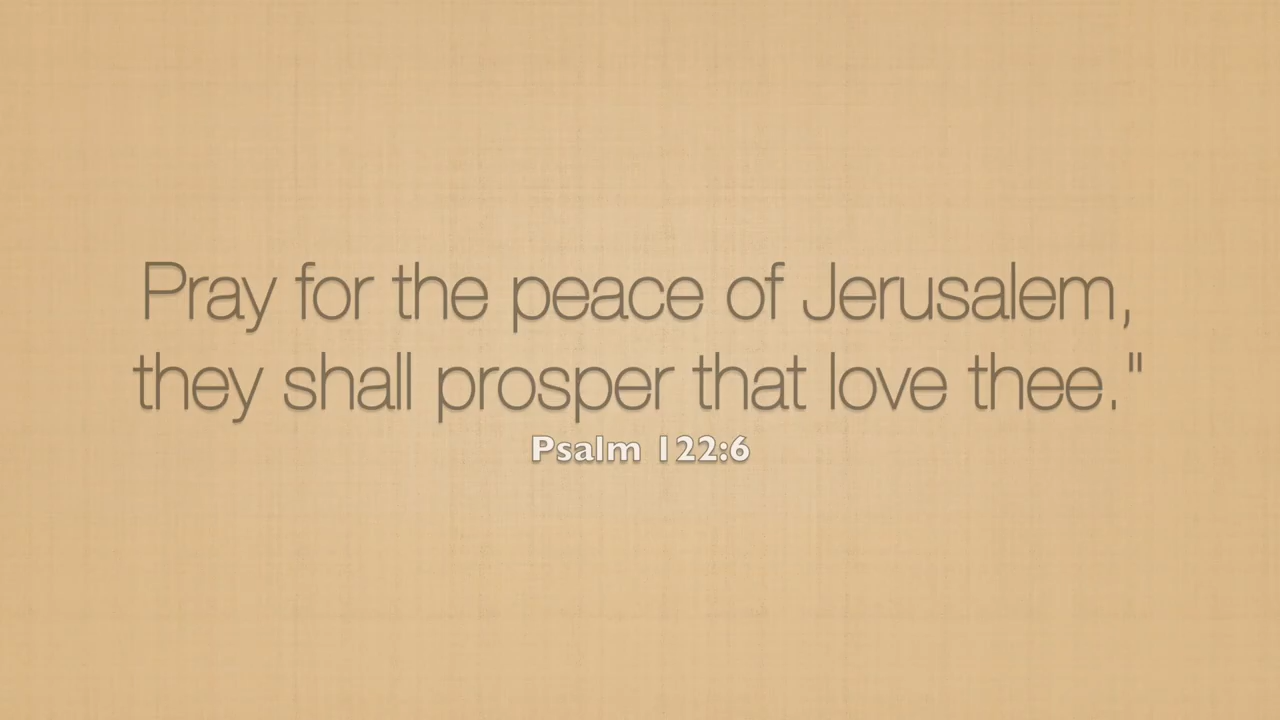 Pray for the peace of Jerusalem,
they shall prosper that love thee."
Psalm 122:6